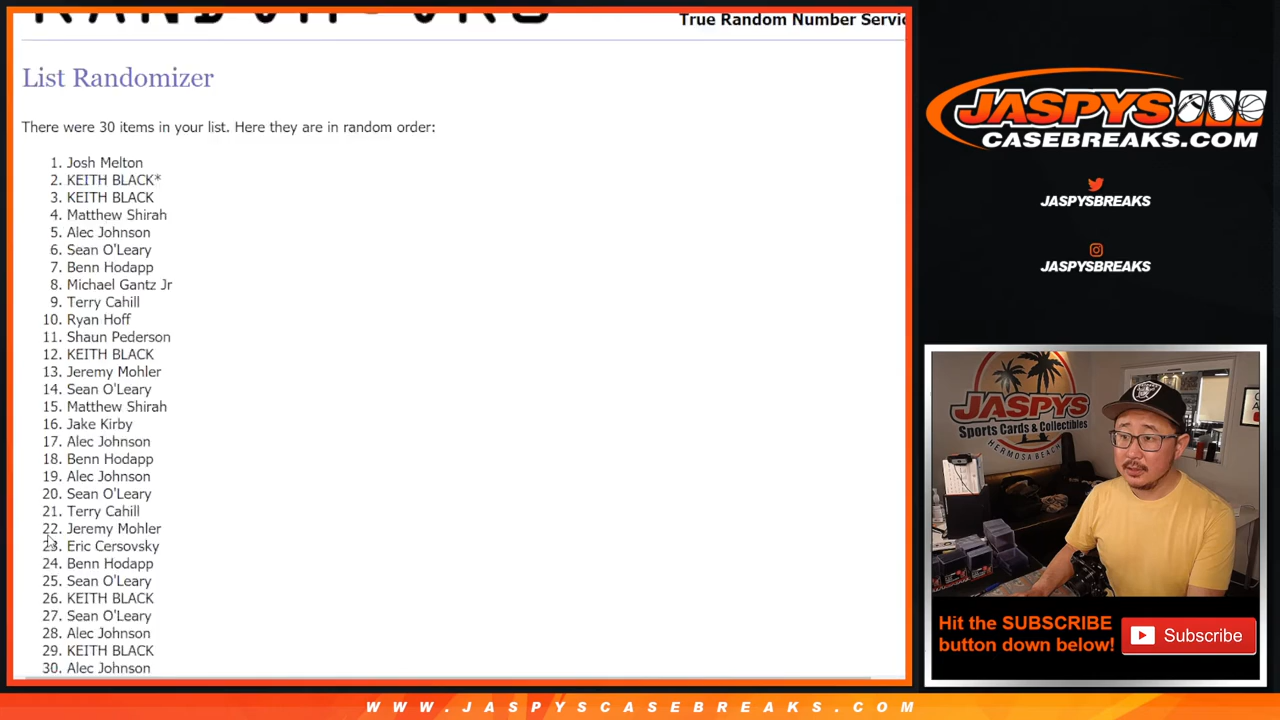 True Random Number Servic
List Randomizer
There were 30 items in your list. Here they are in random order:
1. Josh Melton
2. KEITH BLACK*
3. KEITH BLACK
4. Matthew Shirah
5. Alec Johnson
6. Sean O'Leary
7. Benn Hodapp
8. Michael Gantz Jr
9. Terry Cahill
10. Ryan Hoff
11. Shaun Pederson
12. KEITH BLACK
13. Jeremy Mohler
14. Sean O'Leary
15. Matthew Shirah
16. Jake Kirby
17. Alec Johnson
18. Benn Hodapp
19. Alec Johnson
20. Sean O'Leary
21. Terry Cahill
22. Jeremy Mohler
23. Eric Cersovsky
24. Benn Hodapp
25. Sean O'Leary
26. KEITH BLACK
27. Sean O'Leary
28. Alec Johnson
29. KEITH BLACK
30. Alec Johnson
JASPYS
CASEBREAKS.COM
JASPYSBREAKS
JASPYSBREAKS
JASPYS
Sports Cards & Collectibles
HERMOSA BEACH
Hit the SUBSCRIBE
button down below!
Subscribe
WWW.JASPYSCASEBREAKS.COM